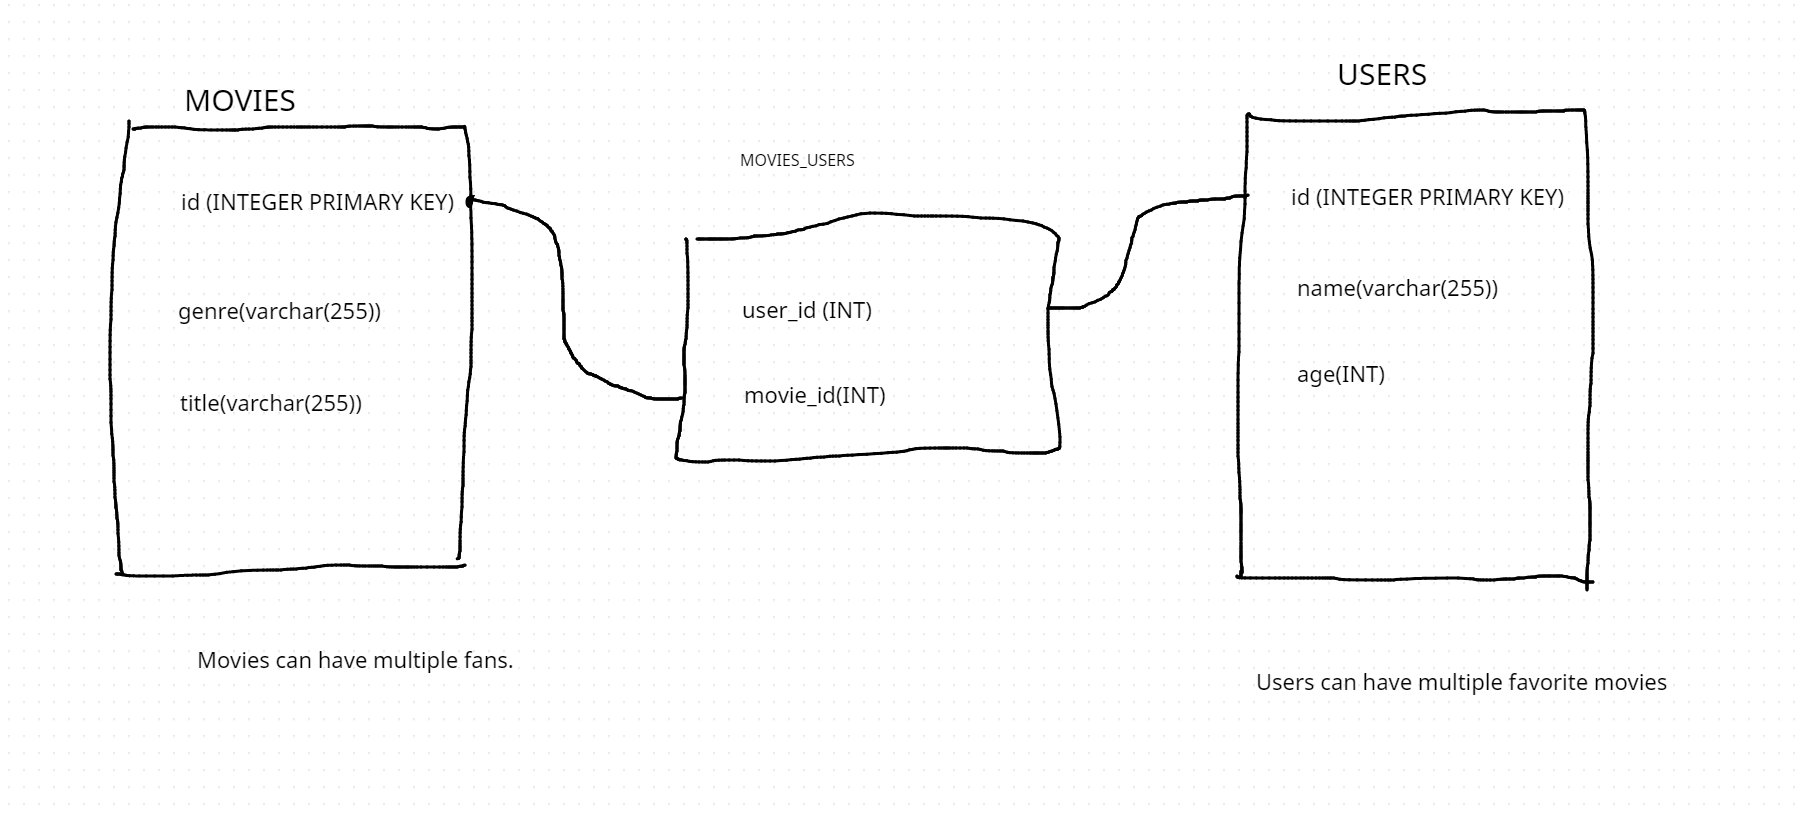 MOVIES
id (INTEGER PRIMARY KEY)
genre(varchar(255))
title(varchar(255))
Movies can have multiple fans.
MOVIES_USERS
user_id (INT)
movie_id(INT)
USERS
id (INTEGER PRIMARY KEY)
name(varchar(255))
age(INT)
Users can have multiple favorite movies